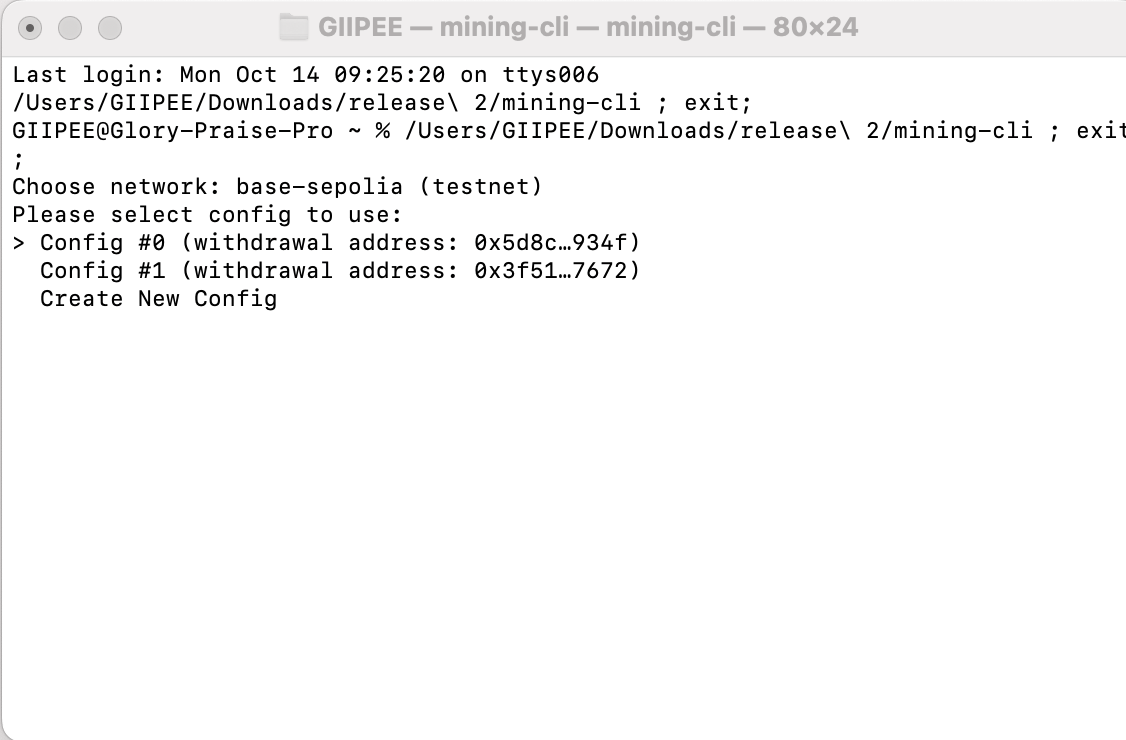 GIIPEE — mining-cli — mining-cli — 80×24
Last login: Mon Oct 14 09:25:20 on ttys006
/Users/GIIPEE/Downloads/release\ 2/mining-cli ; exit;
GIIPEE@Glory-Praise-Pro ~ % /Users/GIIPEE/Downloads/release\ 2/mining-cli ; exit
;
Choose network: base-sepolia (testnet)
Please select config to use:
> Config #0 (withdrawal address: 0x5d8c…934f)
  Config #1 (withdrawal address: 0x3f51…7672)
  Create New Config